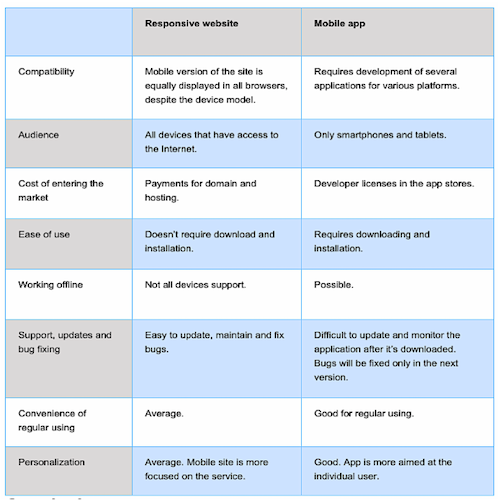 Responsive website
Mobile app
Compatibility
Mobile version of the site is
equally displayed in all browsers,
despite the device model.
Requires development of several
applications for various platforms.
Audience
All devices that have access to
the Internet.
Only smartphones and tablets.
Cost of entering the
market
Payments for domain and
hosting.
Developer licenses in the app stores.
Ease of use
Doesn't require download and
installation.
Requires downloading and
installation.
Working offline
Not all devices support.
Possible.
Support, updates and
bug fixing
Easy to update, maintain and fix
bugs.
Difficult to update and monitor the
application after it's downloaded.
Bugs will be fixed only in the next
version.
Convenience of
regular using
Average.
Good for regular using.
Personalization
Average. Mobile site is more
focused on the service.
Good. App is more aimed at the
individual user.